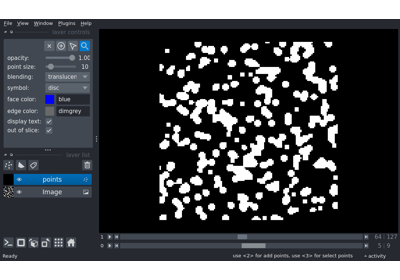 File View Window Plugins Help
layer controls
opacity: 1.00
point size: 10
blending: translucen
symbol: disc
face color: blue
edge color: dimgrey
display text:
out of slice:
layer list
points
Image
1 64 127
0 5 9
Ready use <2> for add points, use <3> for select points activity